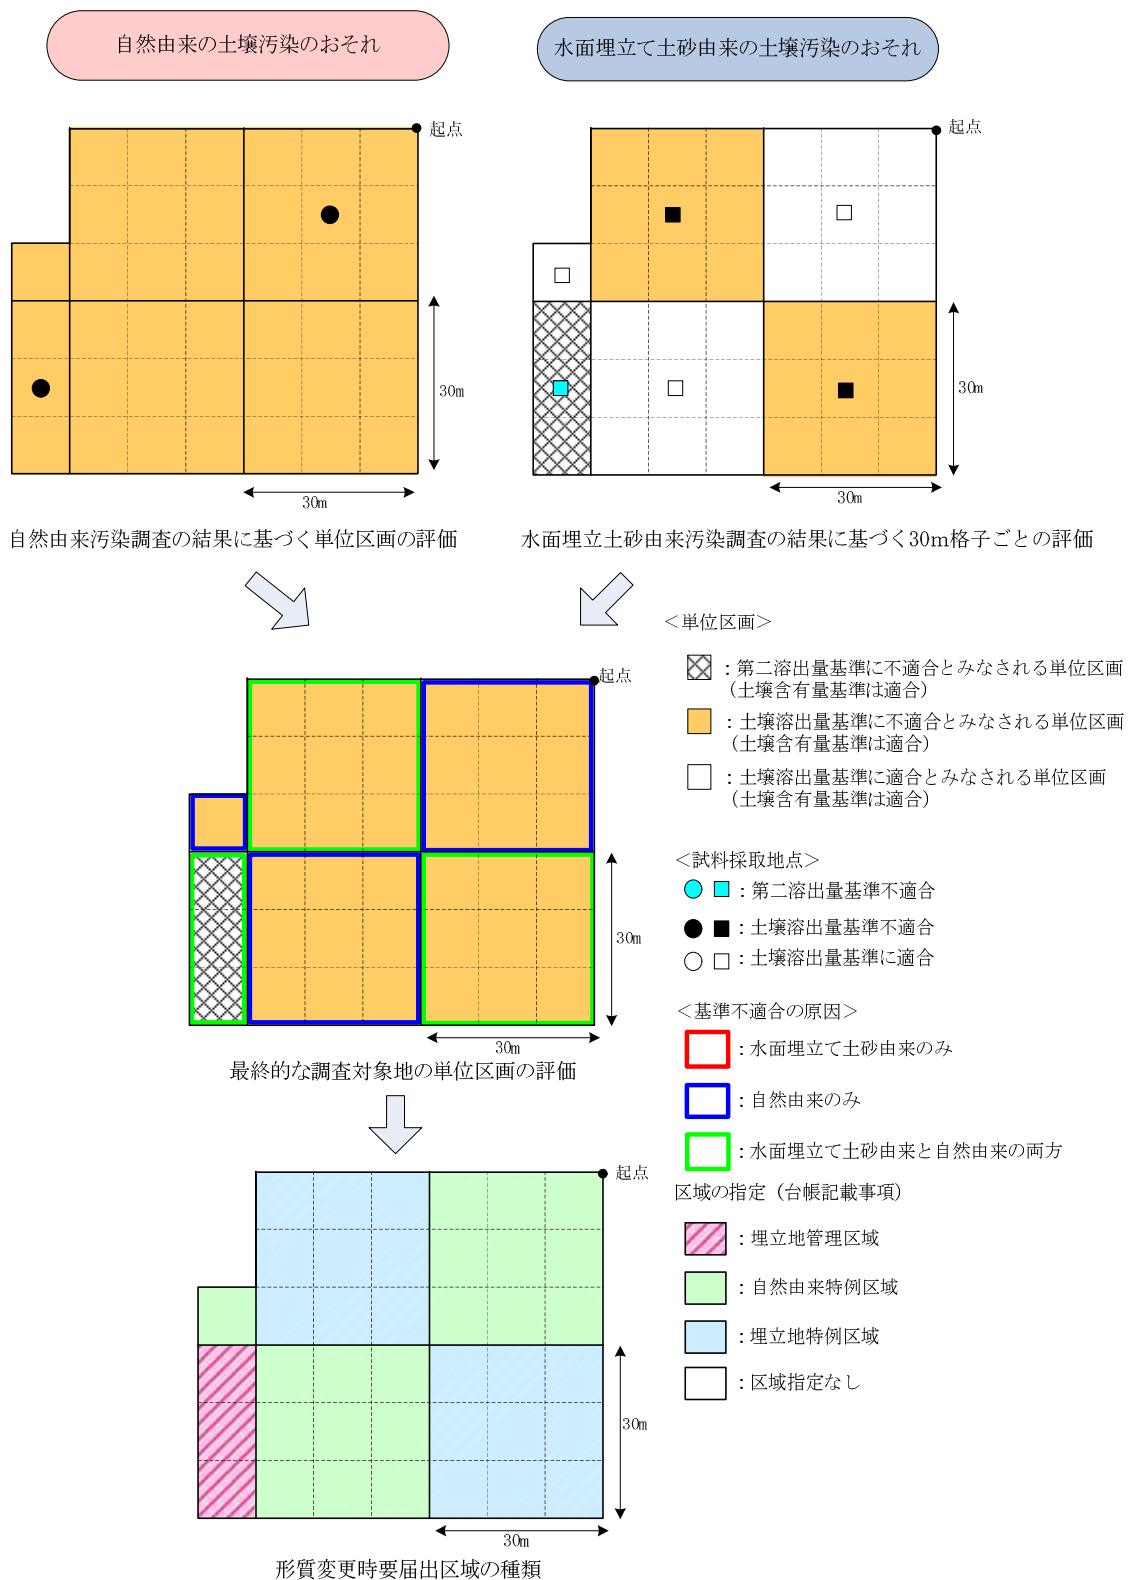 自然由来の土壌汚染のおそれ
水面埋立て土砂由来の土壌汚染のおそれ
起点
起点
30m
30m
30m
30m
自然由来汚染調査の結果に基づく単位区画の評価
水面埋立土砂由来汚染調査の結果に基づく30m格子ごとの評価
＜単位区画＞
：第二溶出量基準に不適合とみなされる単位区画
（土壌含有量基準は適合）
：土壌溶出量基準に不適合とみなされる単位区画
（土壌含有量基準は適合）
：土壌溶出量基準に適合とみなされる単位区画
（土壌含有量基準は適合）
起点
30m
30m
最終的な調査対象地の単位区画の評価
＜試料採取地点＞
：第二溶出量基準不適合
：土壌溶出量基準不適合
：土壌溶出量基準に適合
＜基準不適合の原因＞
：水面埋立て土砂由来のみ
：自然由来のみ
：水面埋立て土砂由来と自然由来の両方
区域の指定（台帳記載事項）
：埋立地管理区域
：自然由来特例区域
：埋立地特例区域
：区域指定なし
起点
30m
30m
形質変更時要届出区域の種類